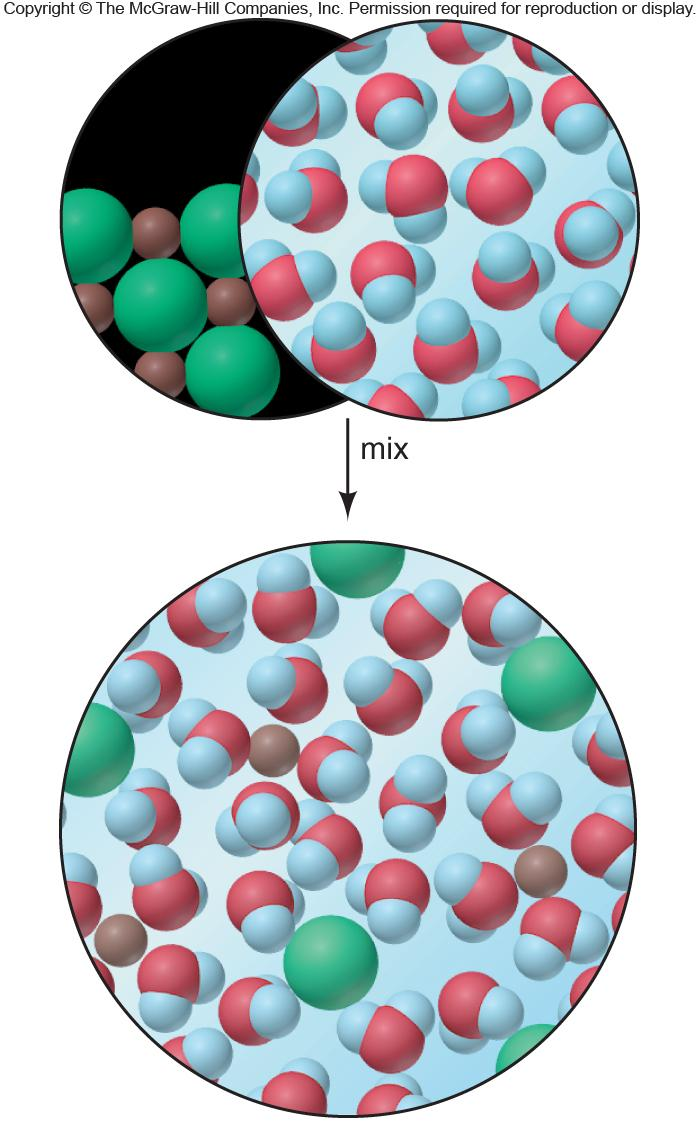 Copyright © The McGraw-Hill Companies, Inc. Permission required for reproduction or display.
mix